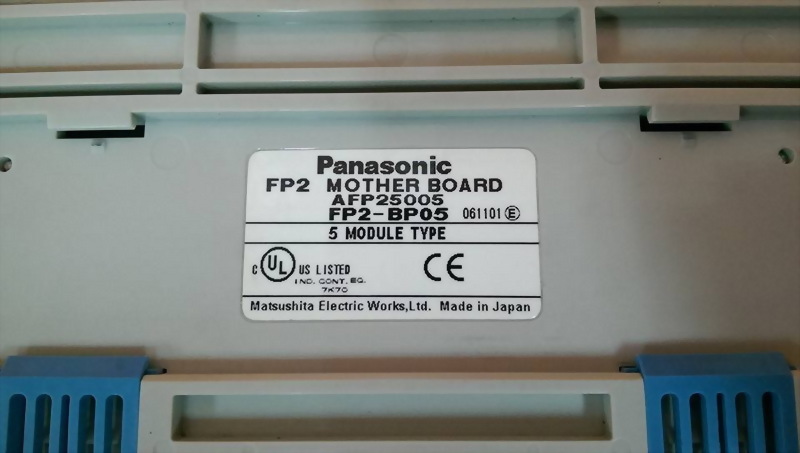 Panasonic
FP2 MOTHER BOARD
AFP25005
FP2-BP05 061101 Ⓔ
5 MODULE TYPE
C UL US LISTED
IND. CONT. EQ.
7K70
CE
Matsushita Electric Works,Ltd. Made in Japan